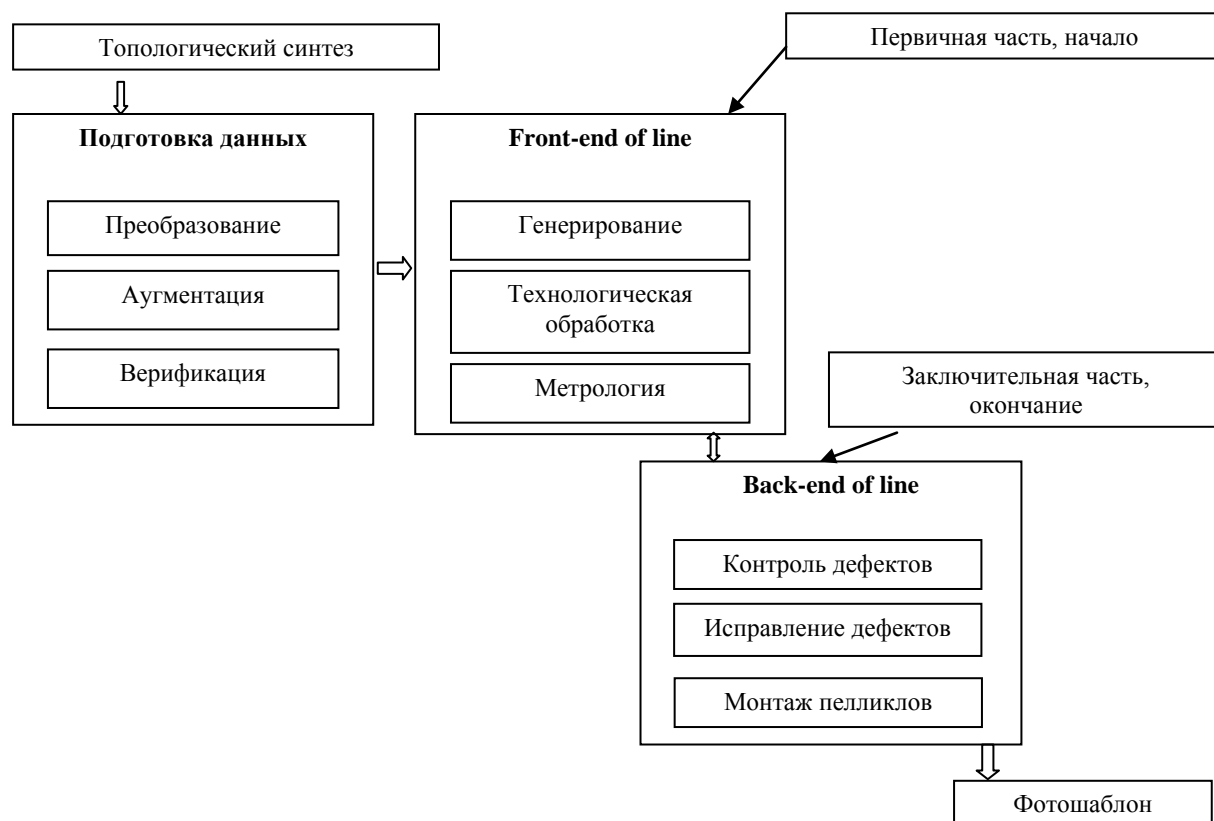 Топологический синтез
Первичная часть, начало
Подготовка данных
Преобразование
Аугментация
Верификация
Front-end of line
Генерирование
Технологическая
обработка
Метрология
Заключительная часть,
окончание
Back-end of line
Контроль дефектов
Исправление дефектов
Монтаж пелликлов
Фотошаблон